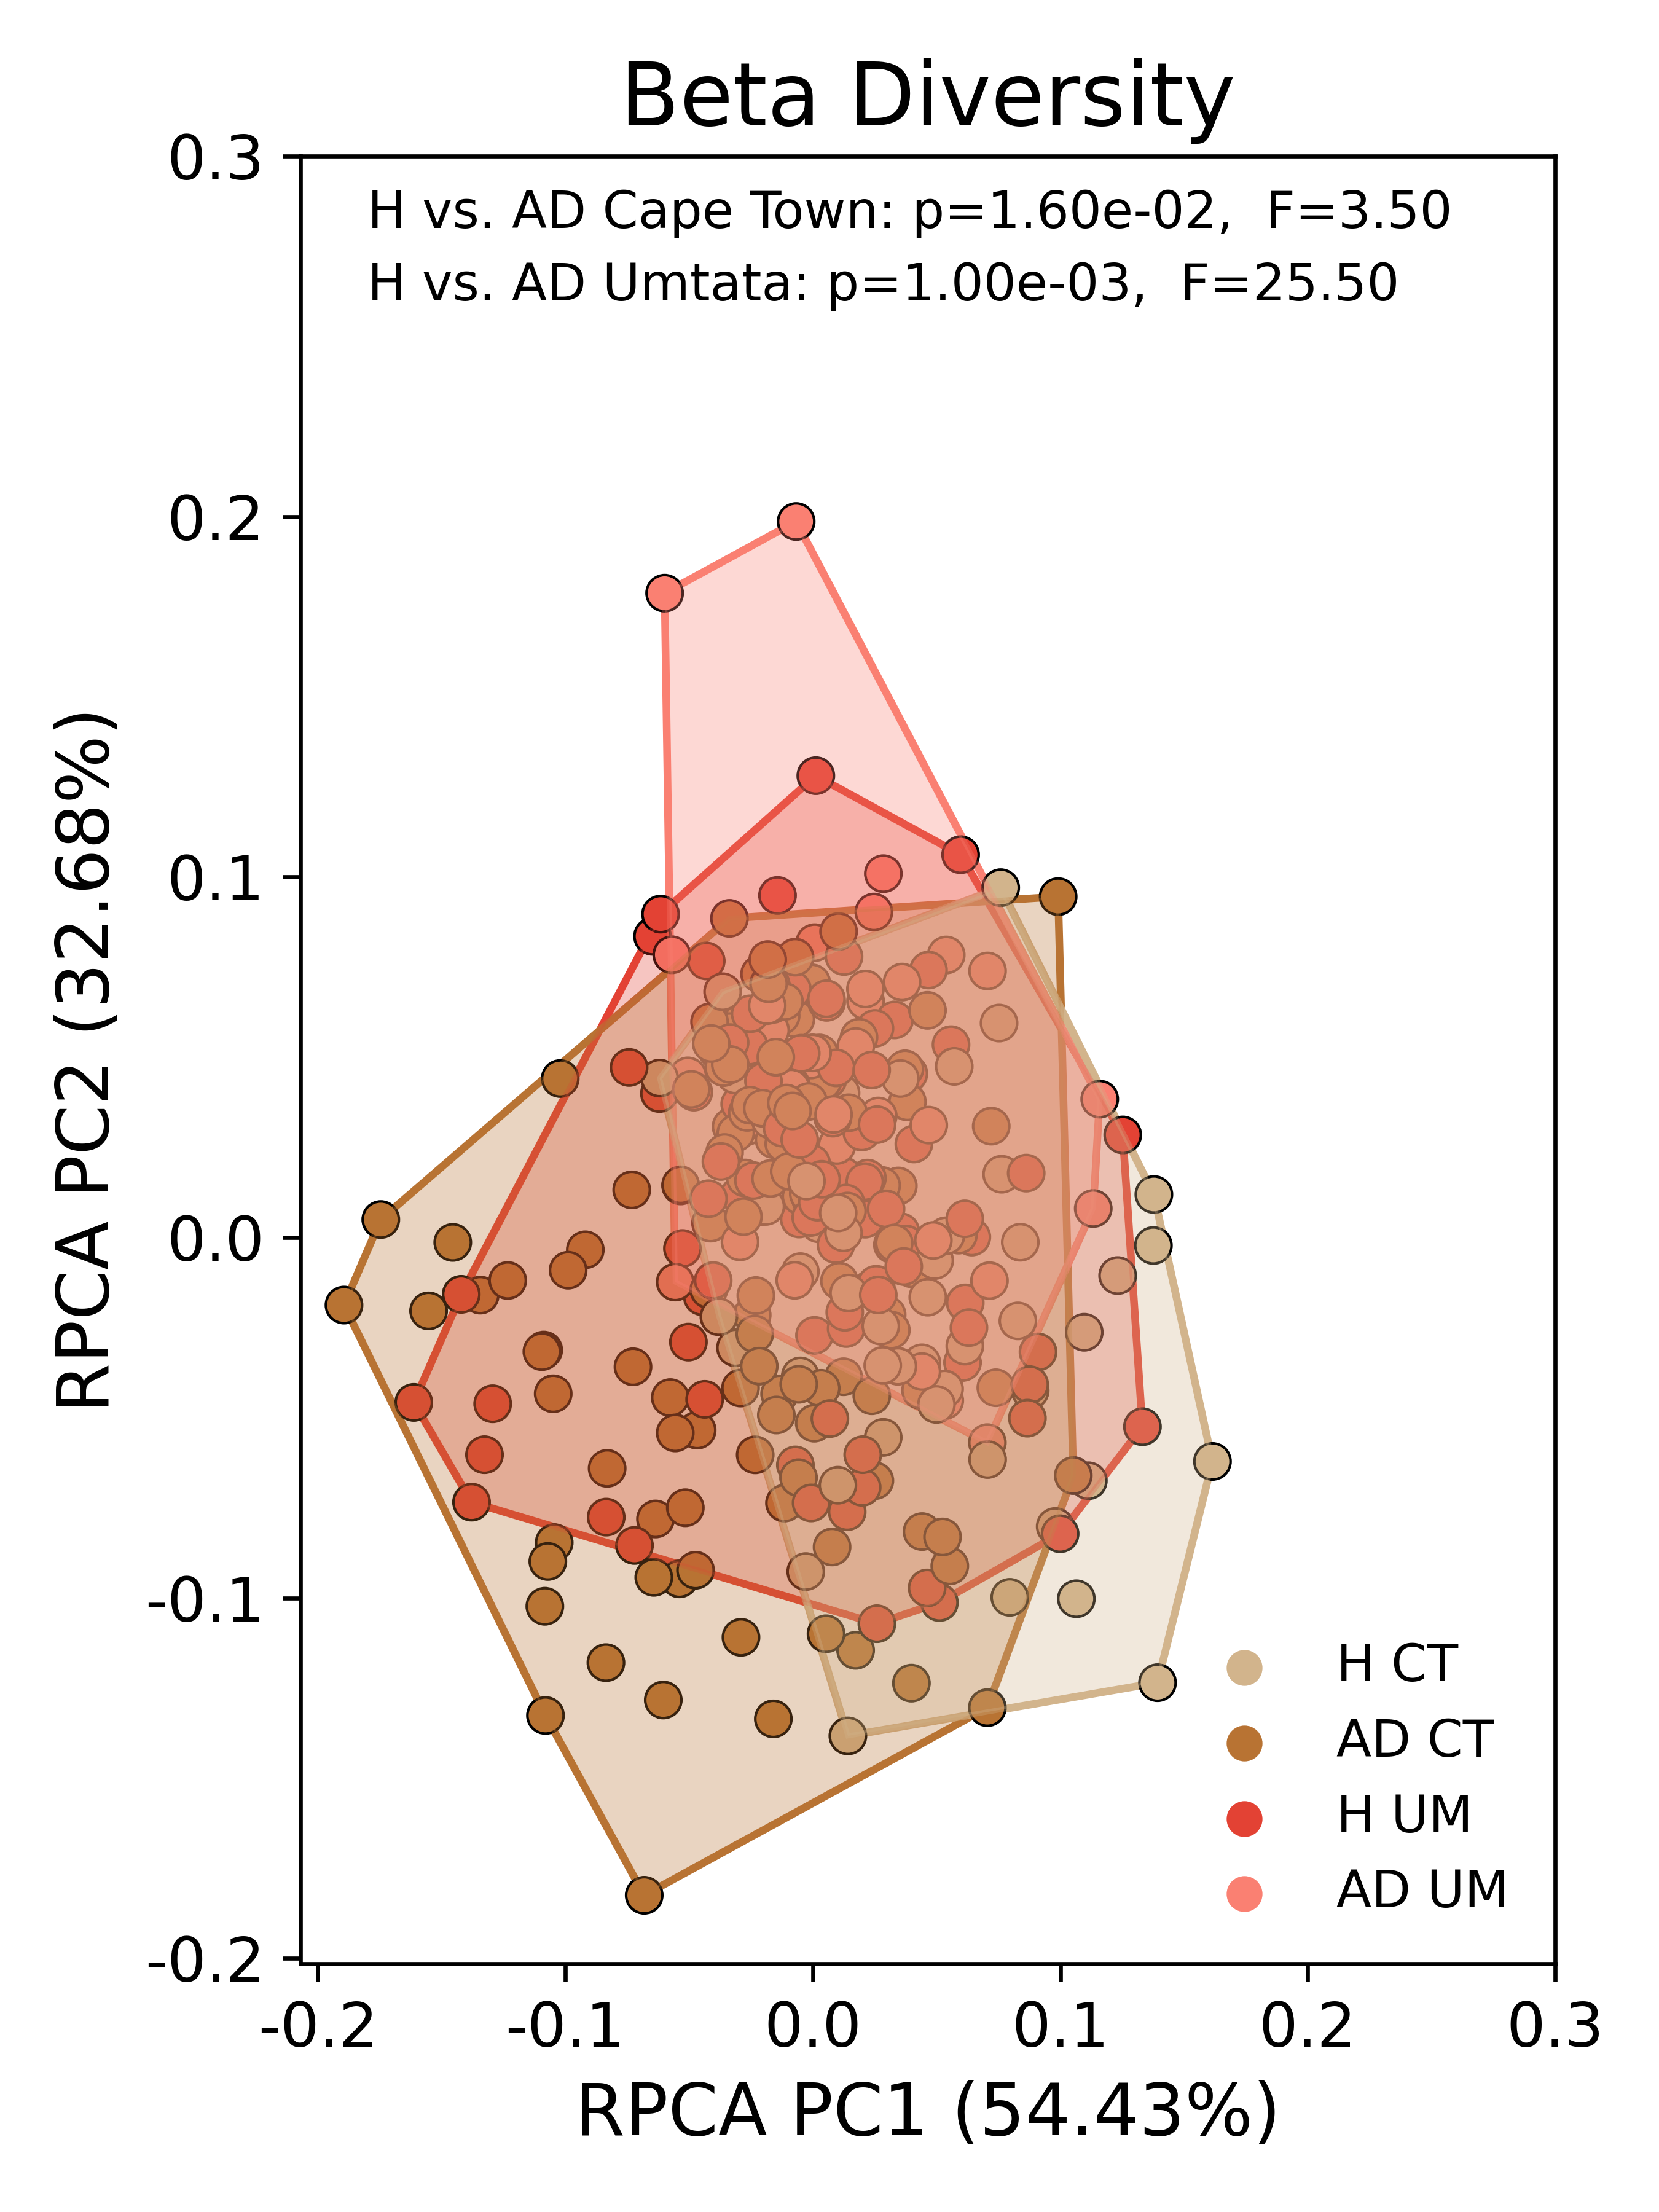 Beta Diversity
H vs. AD Cape Town: p=1.60e-02, F=3.50
H vs. AD Umtata: p=1.00e-03, F=25.50
0.3
0.2
0.1
0.0
-0.1
-0.2
RPCA PC2 (32.68%)
H CT
AD CT
H UM
AD UM
-0.2 -0.1 0.0 0.1 0.2 0.3
RPCA PC1 (54.43%)